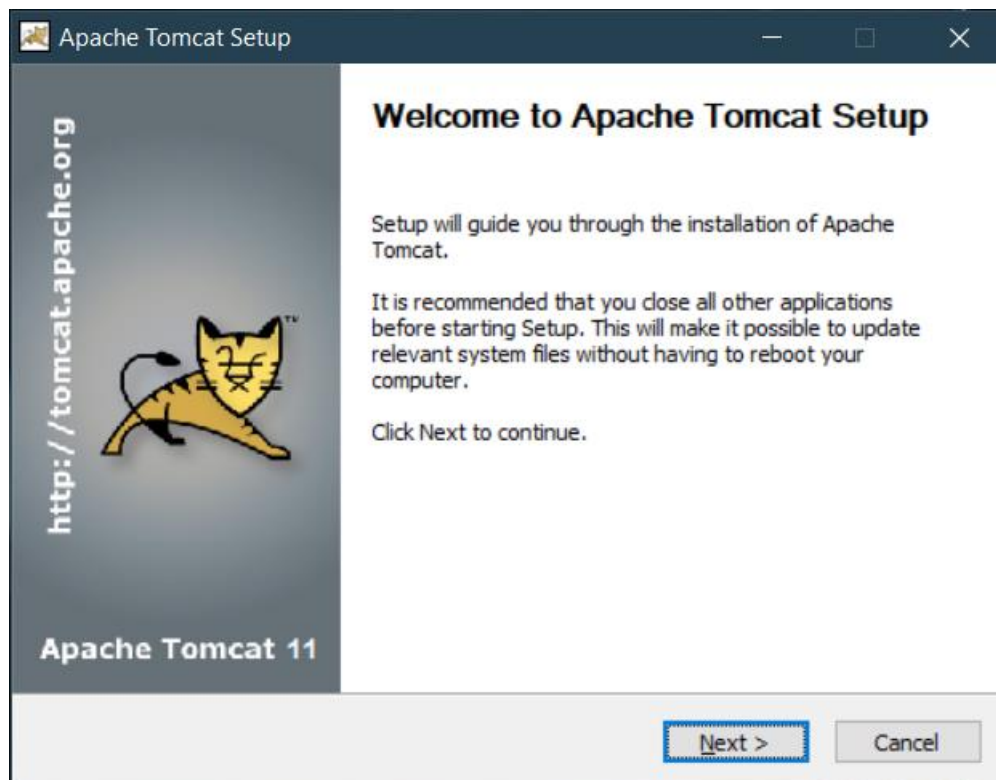 Apache Tomcat Setup
http://tomcat.apache.org
Apache Tomcat 11
Welcome to Apache Tomcat Setup
Setup will guide you through the installation of Apache
Tomcat.
It is recommended that you close all other applications
before starting Setup. This will make it possible to update
relevant system files without having to reboot your
computer.
Click Next to continue.
TM
Next >
Cancel